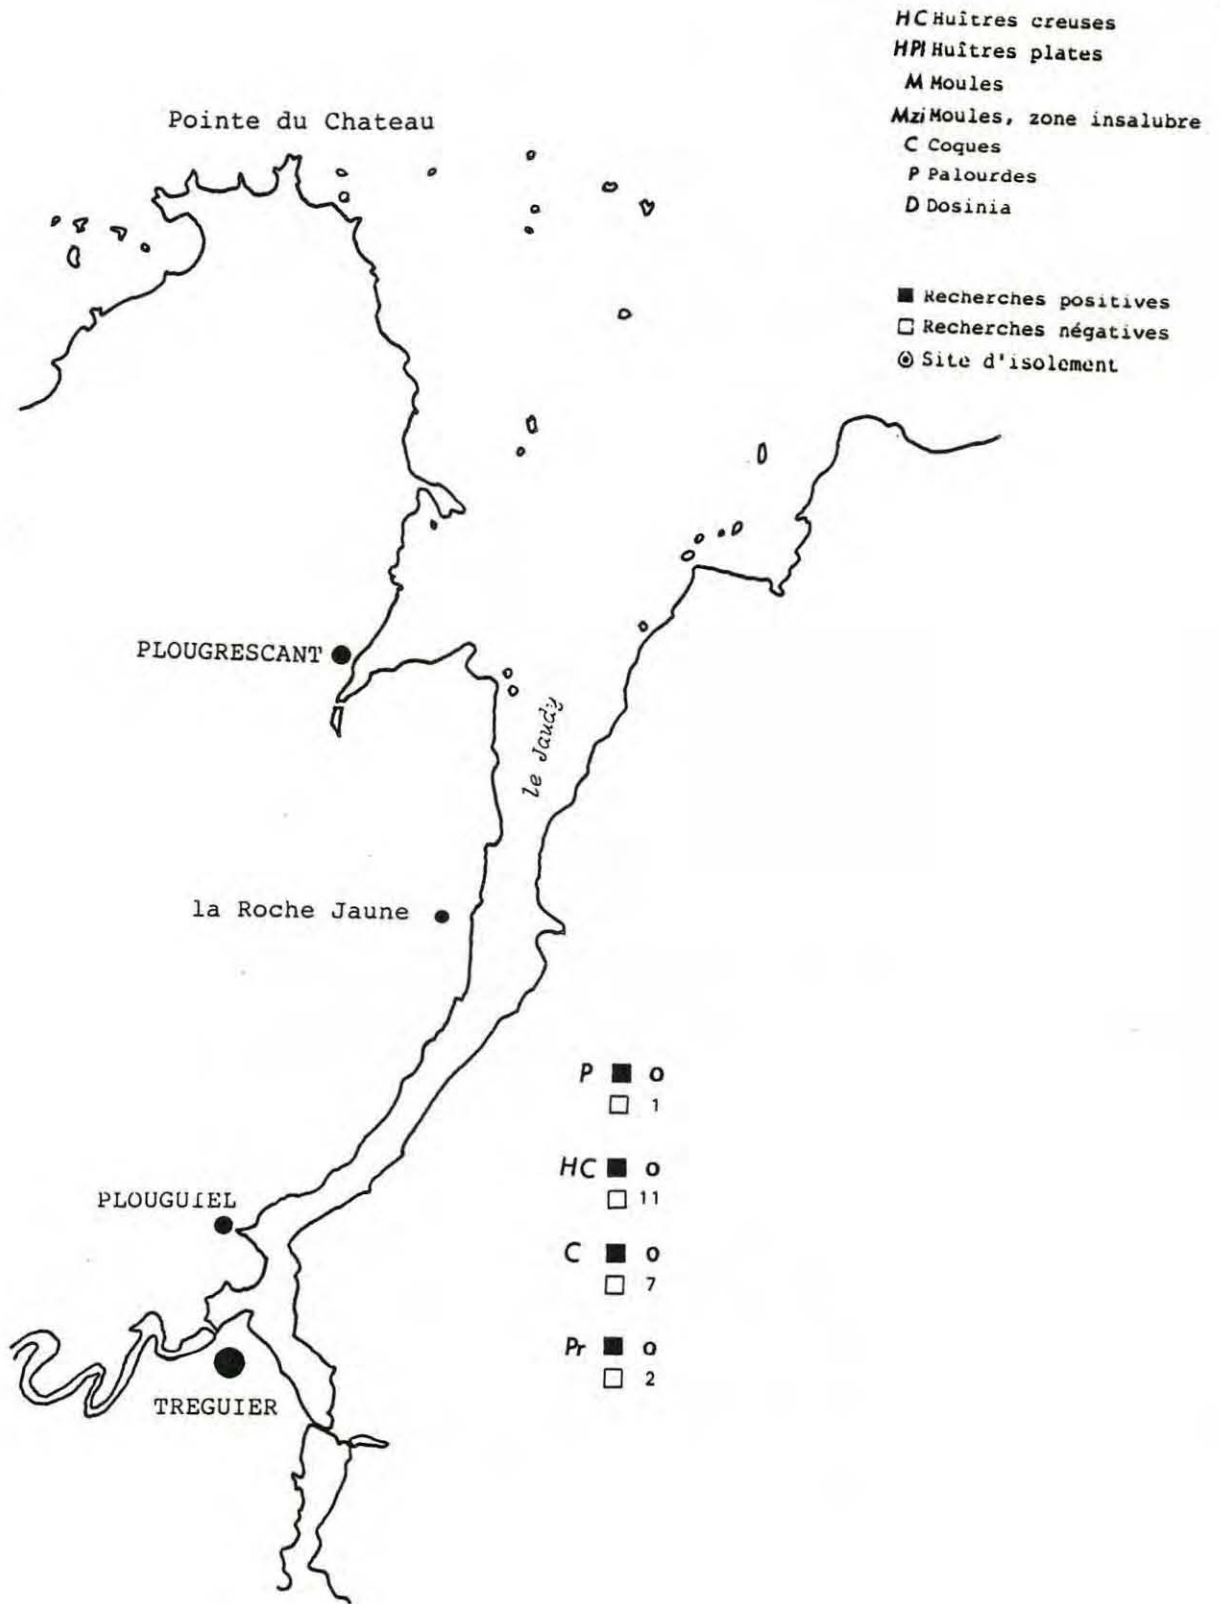 HC Huîtres creuses
HPl Huîtres plates
M Moules
Mzi Moules, zone insalubre
C Coques
P Palourdes
D Dosinia
■ Recherches positives
□ Recherches négatives
⊙ Site d'isolement
Pointe du Chateau
PLOUGRESCANT
le Jaudy
la Roche Jaune
P ■ 0
□ 1
HC ■ 0
□ 11
C ■ 0
□ 7
Pr ■ 0
□ 2
PLOUGUIEL
TREGUIER